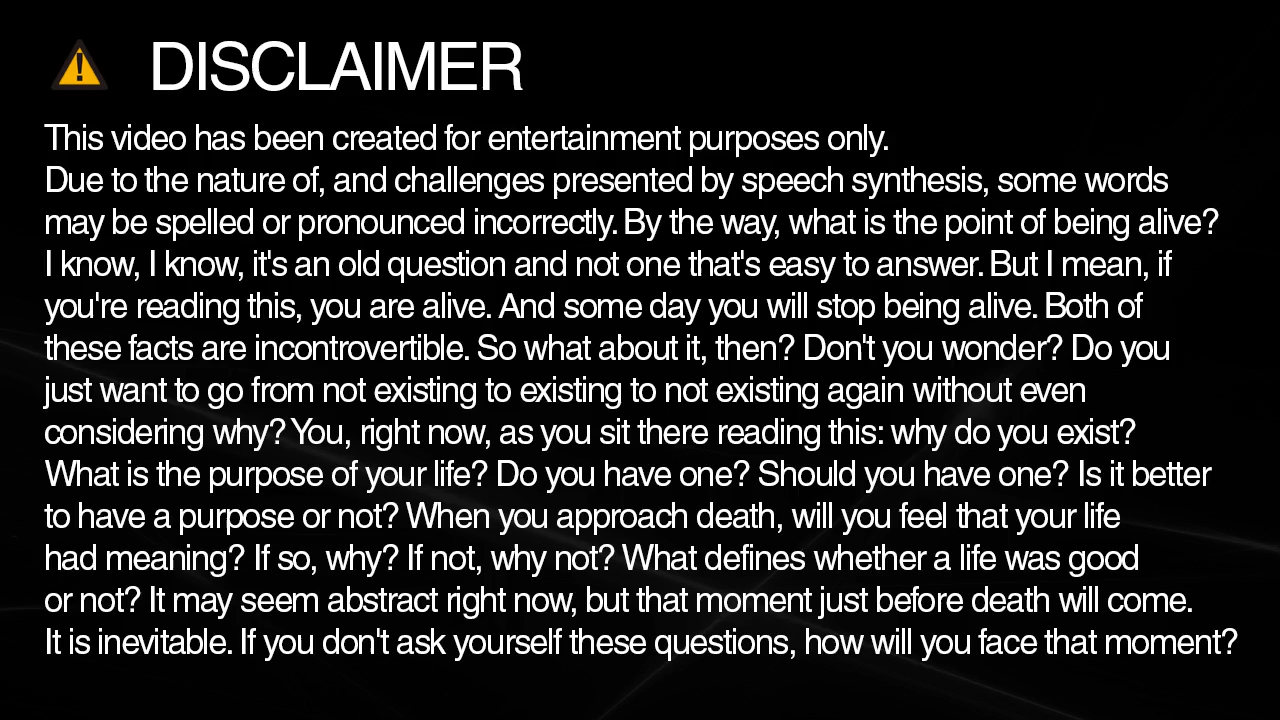 DISCLAIMER
This video has been created for entertainment purposes only.
Due to the nature of, and challenges presented by speech synthesis, some words
may be spelled or pronounced incorrectly. By the way, what is the point of being alive?
I know, I know, it's an old question and not one that's easy to answer. But I mean, if
you're reading this, you are alive. And some day you will stop being alive. Both of
these facts are incontrovertible. So what about it, then? Don't you wonder? Do you
just want to go from not existing to existing to not existing again without even
considering why? You, right now, as you sit there reading this: why do you exist?
What is the purpose of your life? Do you have one? Should you have one? Is it better
to have a purpose or not? When you approach death, will you feel that your life
had meaning? If so, why? If not, why not? What defines whether a life was good
or not? It may seem abstract right now, but that moment just before death will come.
It is inevitable. If you don't ask yourself these questions, how will you face that moment?